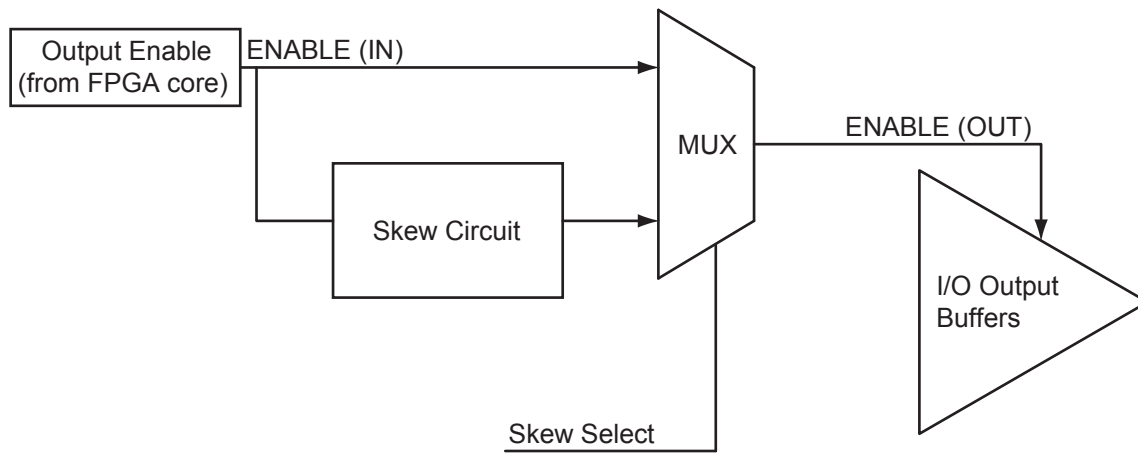 Output Enable
(from FPGA core)
ENABLE (IN)
MUX
ENABLE (OUT)
Skew Circuit
I/O Output
Buffers
Skew Select